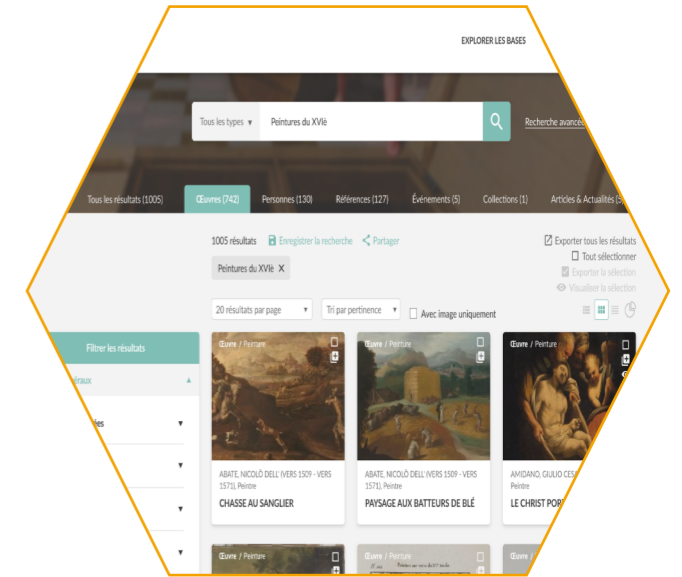 EXPLORER LES BASES
Tous les types ▼ Peintures du XVIè
Recherche avancée
Tous les résultats (1005) Œuvres (742) Personnes (130) Références (127) Événements (5) Collections (1) Articles & Actualités
1005 résultats Enregistrer la recherche Partager
Exporter tous les résultats
Tout sélectionner
Peintures du XVIè X
Exporter la sélection
Visualiser la sélection
20 résultats par page ▼ Tri par pertinence ▼ Avec image uniquement
Filtrer les résultats
Œuvre / Peinture
Œuvre / Peinture
Œuvre / Peinture
ABATE, NICOLÒ DELL' (VERS 1509 - VERS
1571), Peintre
CHASSE AU SANGLIER
ABATE, NICOLÒ DELL' (VERS 1509 - VERS
1571), Peintre
PAYSAGE AUX BATTEURS DE BLÉ
AMIDANO, GIULIO
Peintre
LE CHRIST
Œuvre / Peinture
Œuvre / Peinture
Œuvre